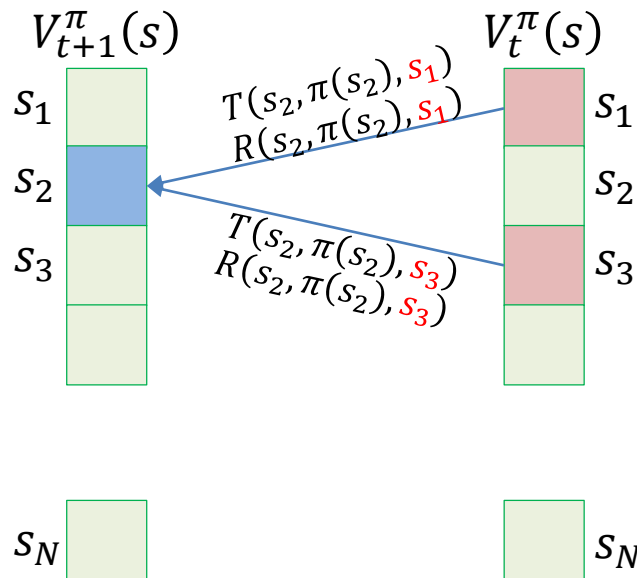 V^π_{t+1}(s)
V^π_t(s)
s_1
s_2
s_3
s_N
T(s_2, π(s_2), s_1)
R(s_2, π(s_2), s_1)
T(s_2, π(s_2), s_3)
R(s_2, π(s_2), s_3)
s_1
s_2
s_3
s_N